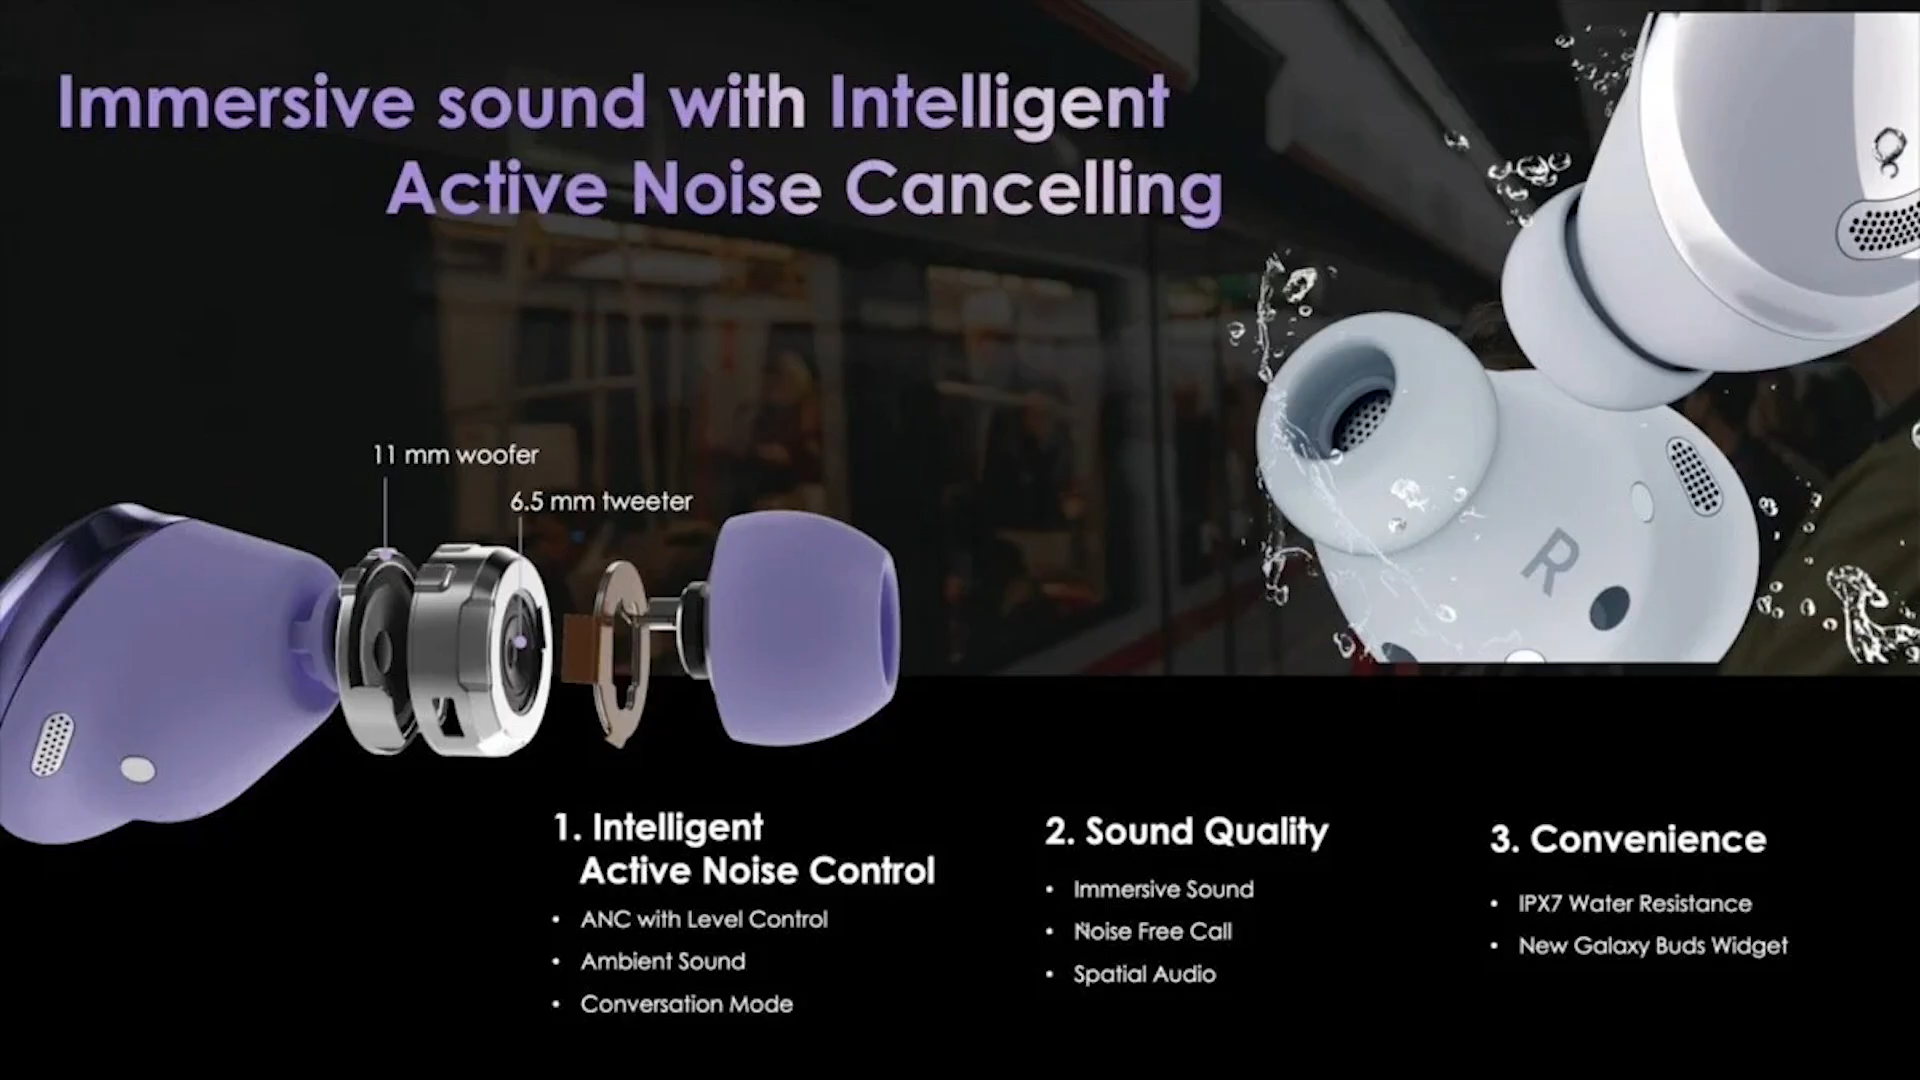 Immersive sound with Intelligent
Active Noise Cancelling
11 mm woofer
6.5 mm tweeter
R
1. Intelligent
Active Noise Control
• ANC with Level Control
• Ambient Sound
• Conversation Mode
2. Sound Quality
• Immersive Sound
• Noise Free Call
• Spatial Audio
3. Convenience
• IPX7 Water Resistance
• New Galaxy Buds Widget